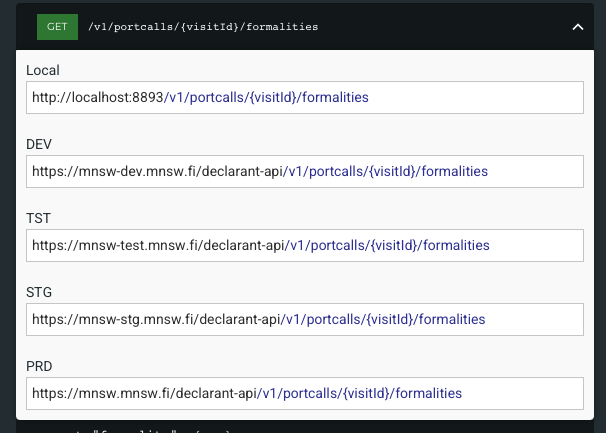 GET /v1/portcalls/{visitId}/formalities
Local
http://localhost:8893/v1/portcalls/{visitId}/formalities
DEV
https://mnsw-dev.mnsw.fi/declarant-api/v1/portcalls/{visitId}/formalities
TST
https://mnsw-test.mnsw.fi/declarant-api/v1/portcalls/{visitId}/formalities
STG
https://mnsw-stg.mnsw.fi/declarant-api/v1/portcalls/{visitId}/formalities
PRD
https://mnsw.mnsw.fi/declarant-api/v1/portcalls/{visitId}/formalities